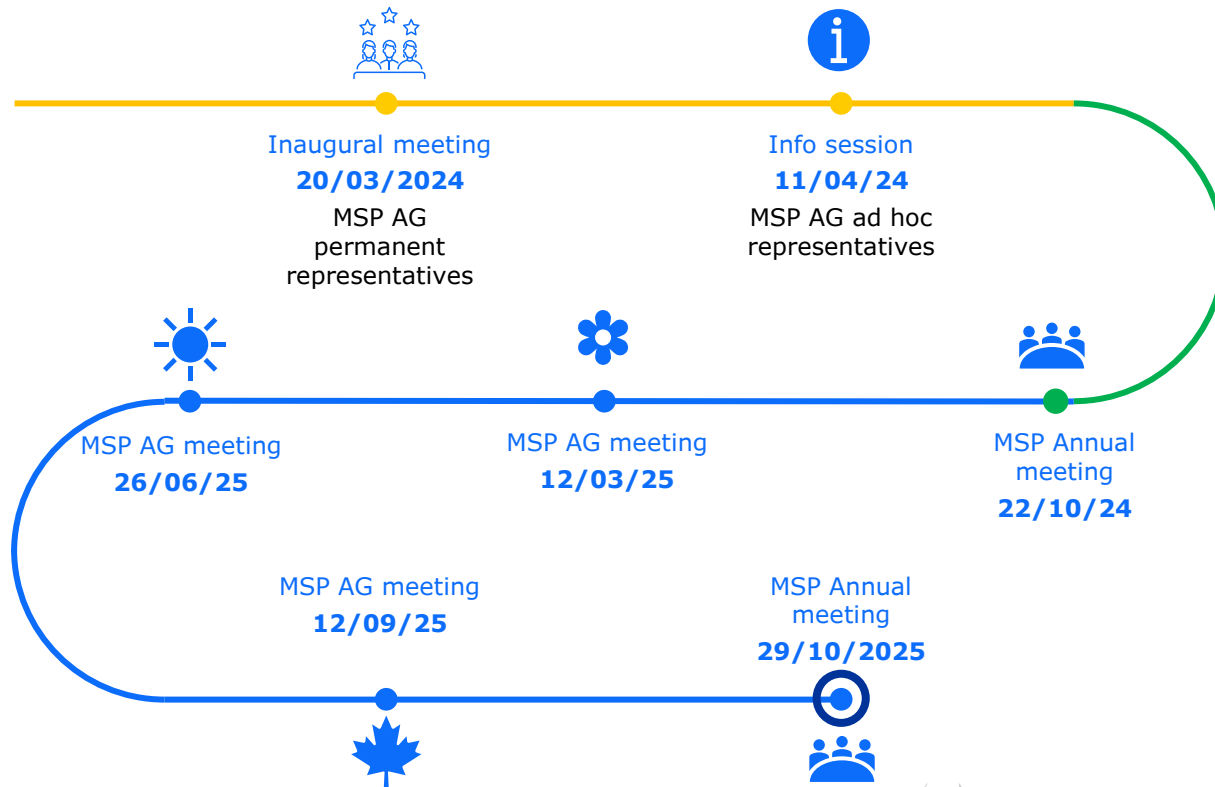 Inaugural meeting
20/03/2024
MSP AG
permanent
representatives
Info session
11/04/24
MSP AG ad hoc
representatives
MSP AG meeting
26/06/25
MSP AG meeting
12/03/25
MSP Annual
meeting
22/10/24
MSP AG meeting
12/09/25
MSP Annual
meeting
29/10/2025